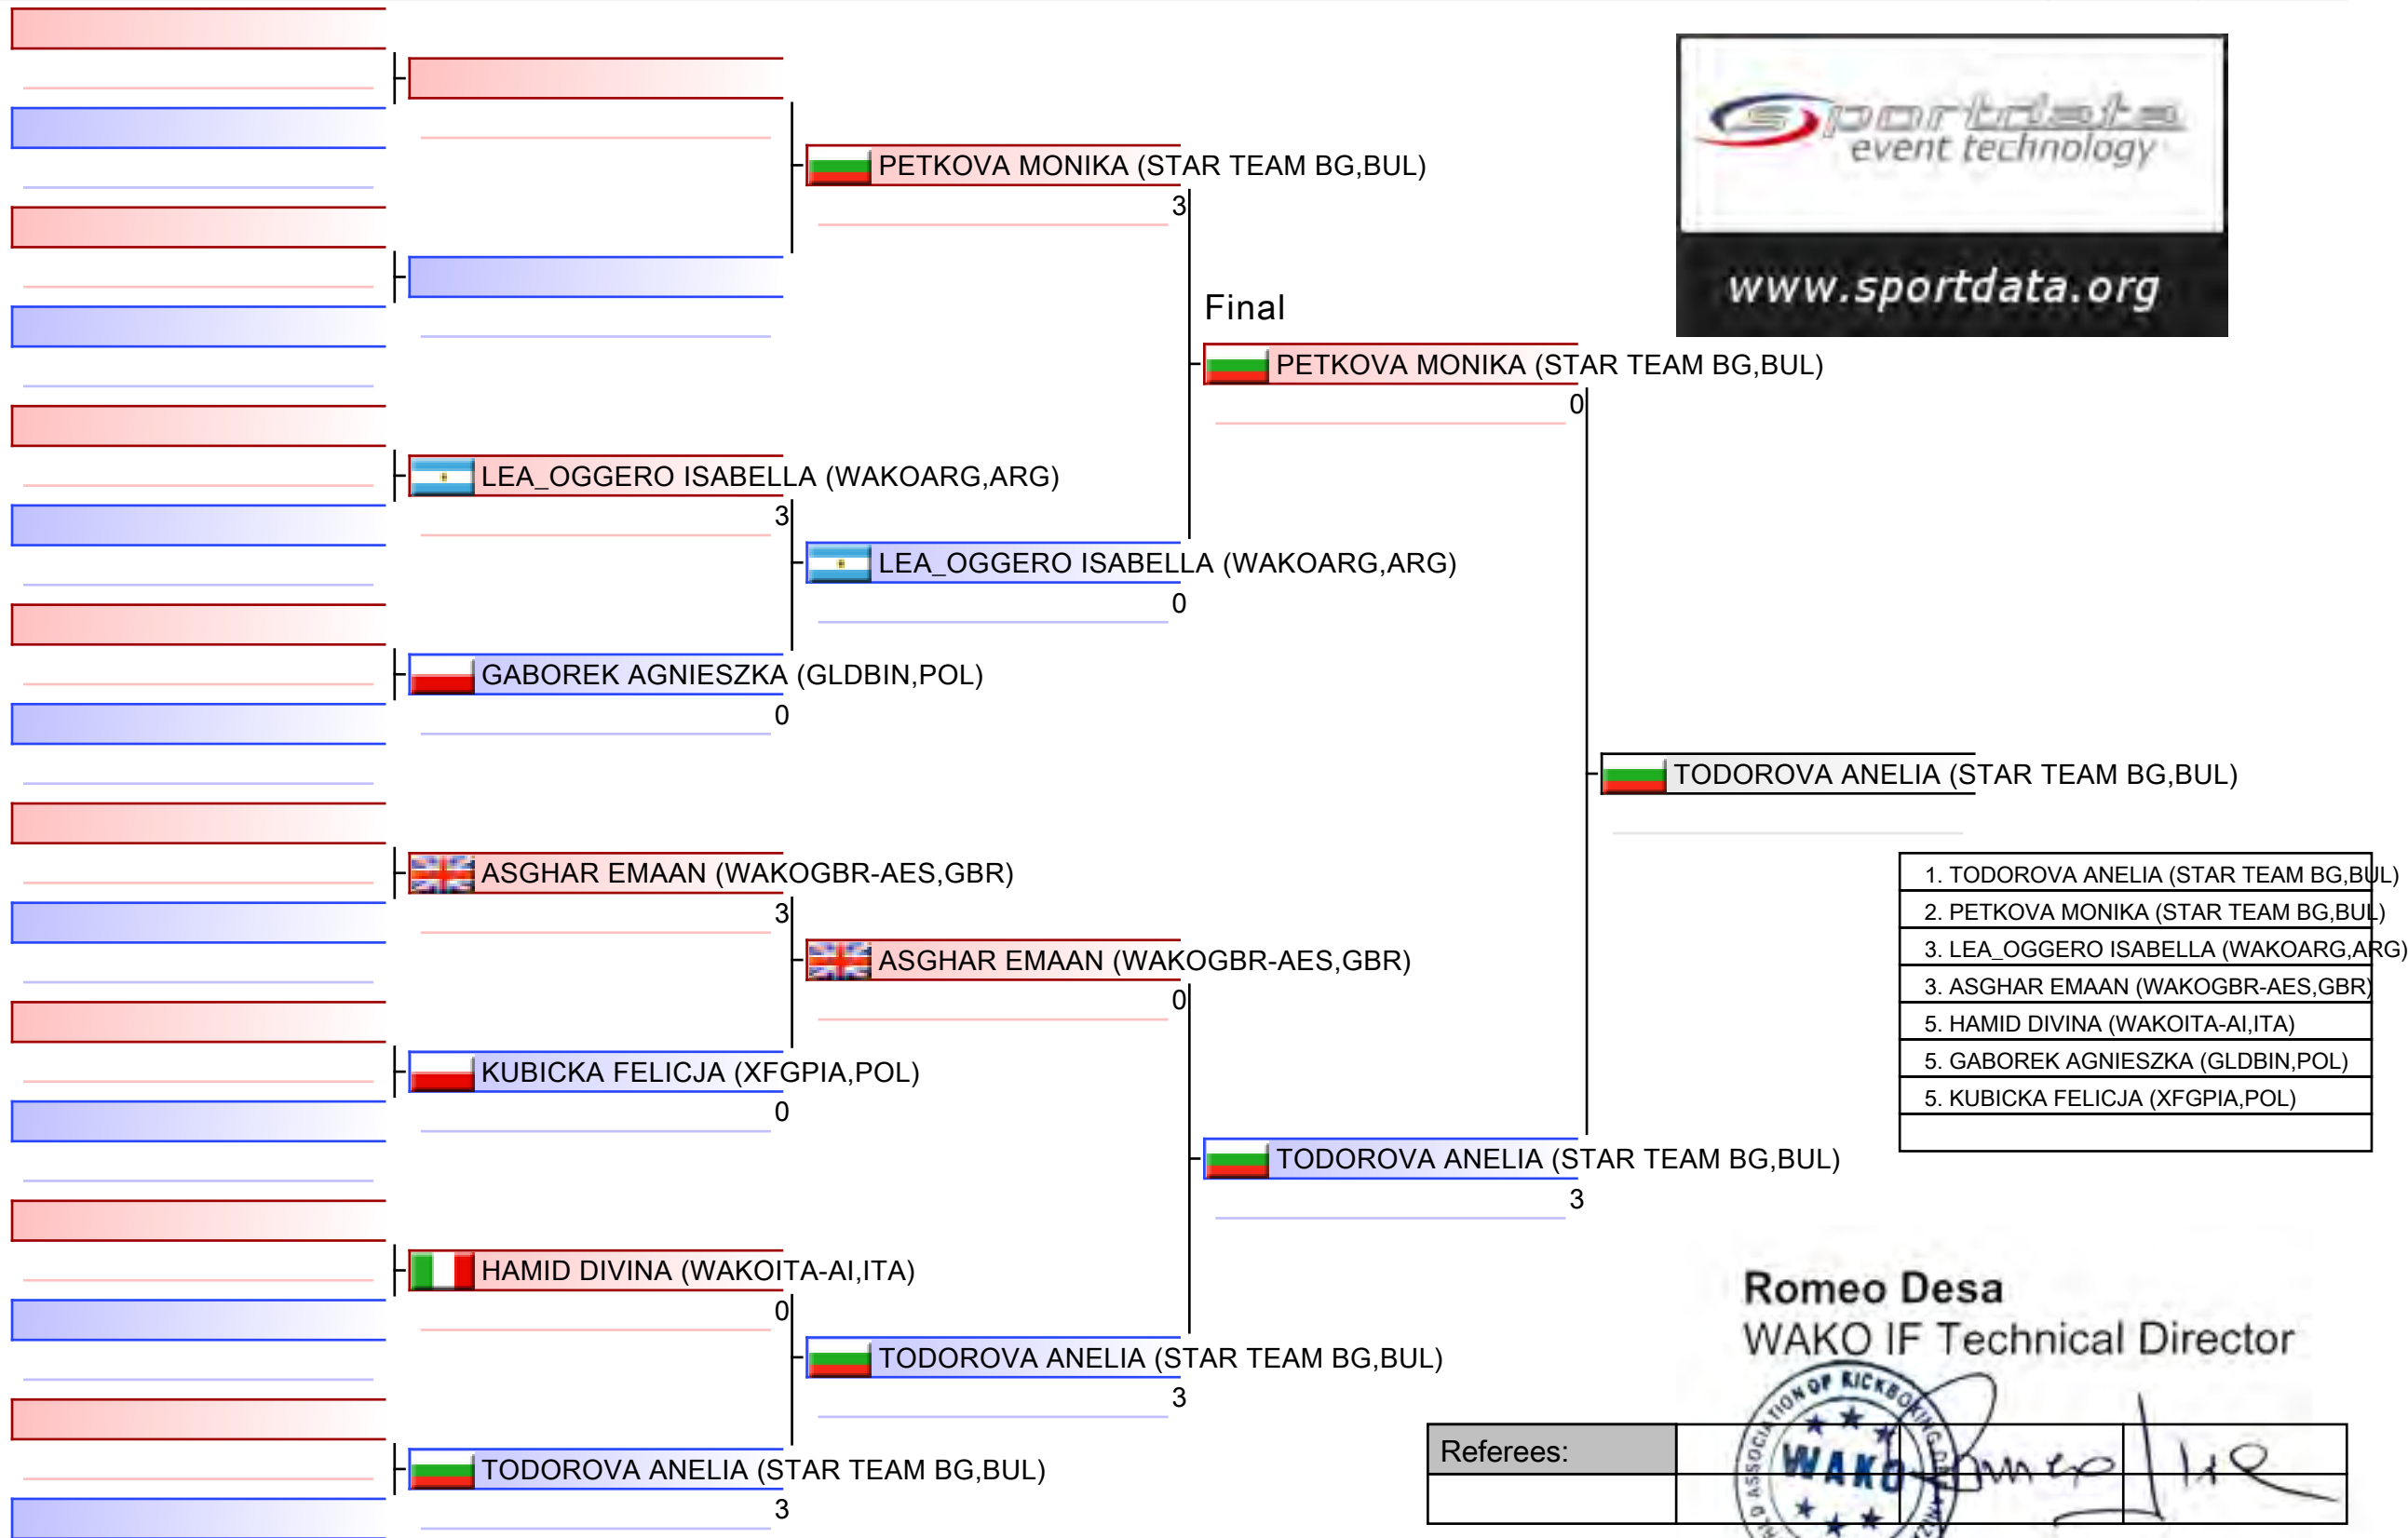 sportdata
event technology
www.sportdata.org
PETKOVA MONIKA (STAR TEAM BG,BUL)
3
Final
PETKOVA MONIKA (STAR TEAM BG,BUL)
0
LEA_OGGERO ISABELLA (WAKOARG,ARG)
3
LEA_OGGERO ISABELLA (WAKOARG,ARG)
0
GABOREK AGNIESZKA (GLDBIN,POL)
0
TODOROVA ANELIA (STAR TEAM BG,BUL)
ASGHAR EMAAN (WAKOGBR-AES,GBR)
3
ASGHAR EMAAN (WAKOGBR-AES,GBR)
0
KUBICKA FELICJA (XFGPIA,POL)
0
TODOROVA ANELIA (STAR TEAM BG,BUL)
3
HAMID DIVINA (WAKOITA-AI,ITA)
0
TODOROVA ANELIA (STAR TEAM BG,BUL)
3
TODOROVA ANELIA (STAR TEAM BG,BUL)
3
1. TODOROVA ANELIA (STAR TEAM BG,BUL)
2. PETKOVA MONIKA (STAR TEAM BG,BUL)
3. LEA_OGGERO ISABELLA (WAKOARG,ARG)
3. ASGHAR EMAAN (WAKOGBR-AES,GBR)
5. HAMID DIVINA (WAKOITA-AI,ITA)
5. GABOREK AGNIESZKA (GLDBIN,POL)
5. KUBICKA FELICJA (XFGPIA,POL)
Romeo Desa
WAKO IF Technical Director
Referees:
WAKO